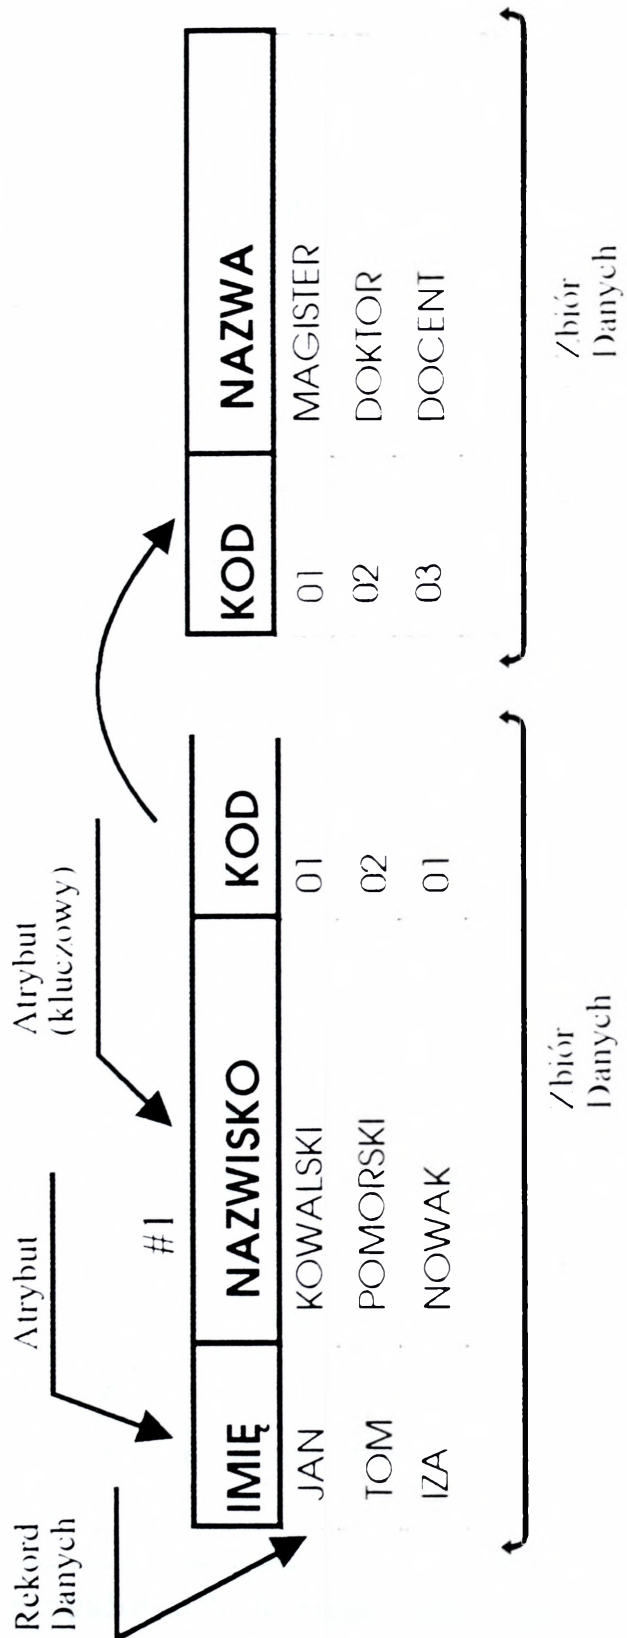 Rekord
Danych
Atrybut
Atrybut
(kluczowy)
#1
IMIĘ NAZWISKO KOD
JAN KOWALSKI 01
TOM POMORSKI 02
IZA NOWAK 01
Zbiór
Danych
KOD NAZWA
01 MAGISTER
02 DOKTOR
03 DOCENT
Zbiór
Danych